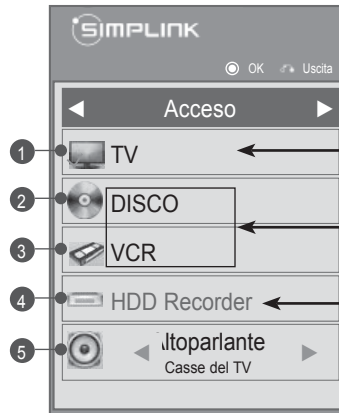 SIMPLINK
OK Uscita
Acceso
1 TV
2 DISCO
3 VCR
4 HDD Recorder
5 ltoparlante
Casse del TV